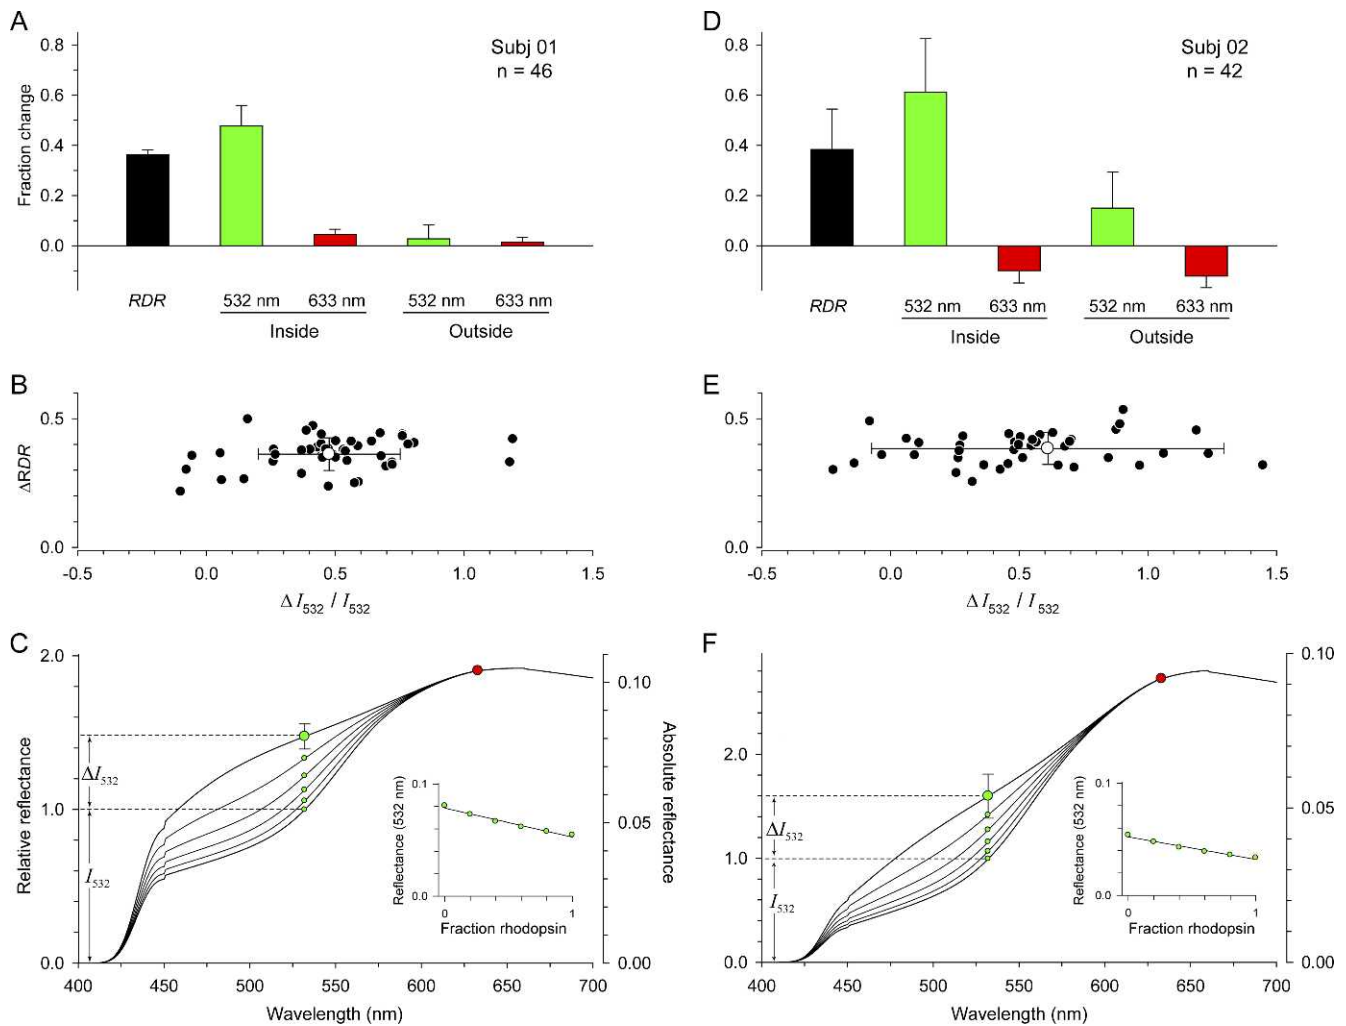 A
Subj 01
n = 46
Fraction change
0.8
0.6
0.4
0.2
0.0
RDR
532 nm 633 nm 532 nm 633 nm
Inside Outside
D
Subj 02
n = 42
0.8
0.6
0.4
0.2
0.0
RDR
532 nm 633 nm 532 nm 633 nm
Inside Outside
B
ΔRDR
0.5
0.0
-0.5 0.0 0.5 1.0 1.5
ΔI532 / I532
E
0.5
0.0
-0.5 0.0 0.5 1.0 1.5
ΔI532 / I532
C
Relative reflectance
2.0
1.0
0.0
ΔI532
I532
0.10
0.05
0.00
Absolute reflectance
Reflectance (532 nm)
0.1
0.0
0 1
Fraction rhodopsin
400 450 500 550 600 650 700
Wavelength (nm)
F
2.0
1.0
0.0
ΔI532
I532
0.10
0.05
0.00
Reflectance (532 nm)
0.1
0.0
0 1
Fraction rhodopsin
400 450 500 550 600 650 700
Wavelength (nm)